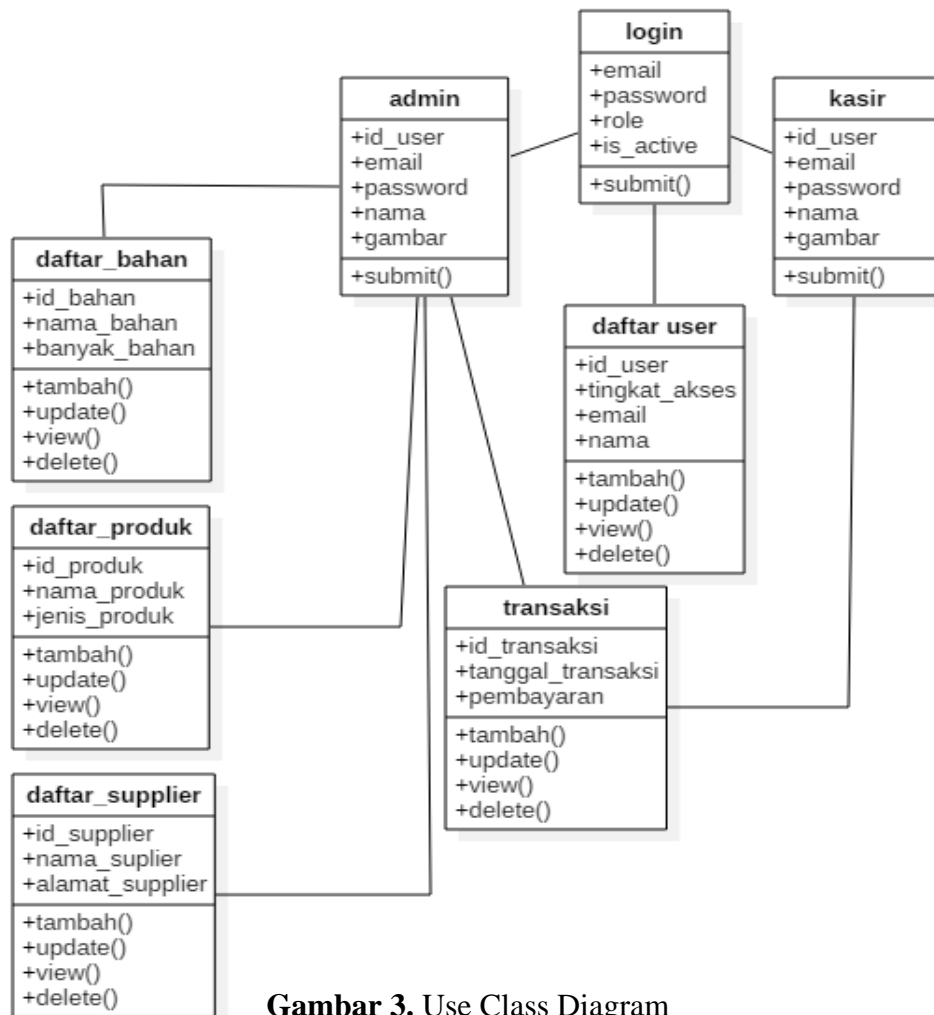 login
+email
+password
+role
+is_active
+submit()
admin
+id_user
+email
+password
+nama
+gambar
+submit()
kasir
+id_user
+email
+password
+nama
+gambar
+submit()
daftar_bahan
+id_bahan
+nama_bahan
+banyak_bahan
+tambah()
+update()
+view()
+delete()
daftar user
+id_user
+tingkat_akses
+email
+nama
+tambah()
+update()
+view()
+delete()
daftar_produk
+id_produk
+nama_produk
+jenis_produk
+tambah()
+update()
+view()
+delete()
transaksi
+id_transaksi
+tanggal_transaksi
+pembayaran
+tambah()
+update()
+view()
+delete()
daftar_supplier
+id_supplier
+nama_suplier
+alamat_supplier
+tambah()
+update()
+view()
+delete()
Gambar 3. Use Class Diagram